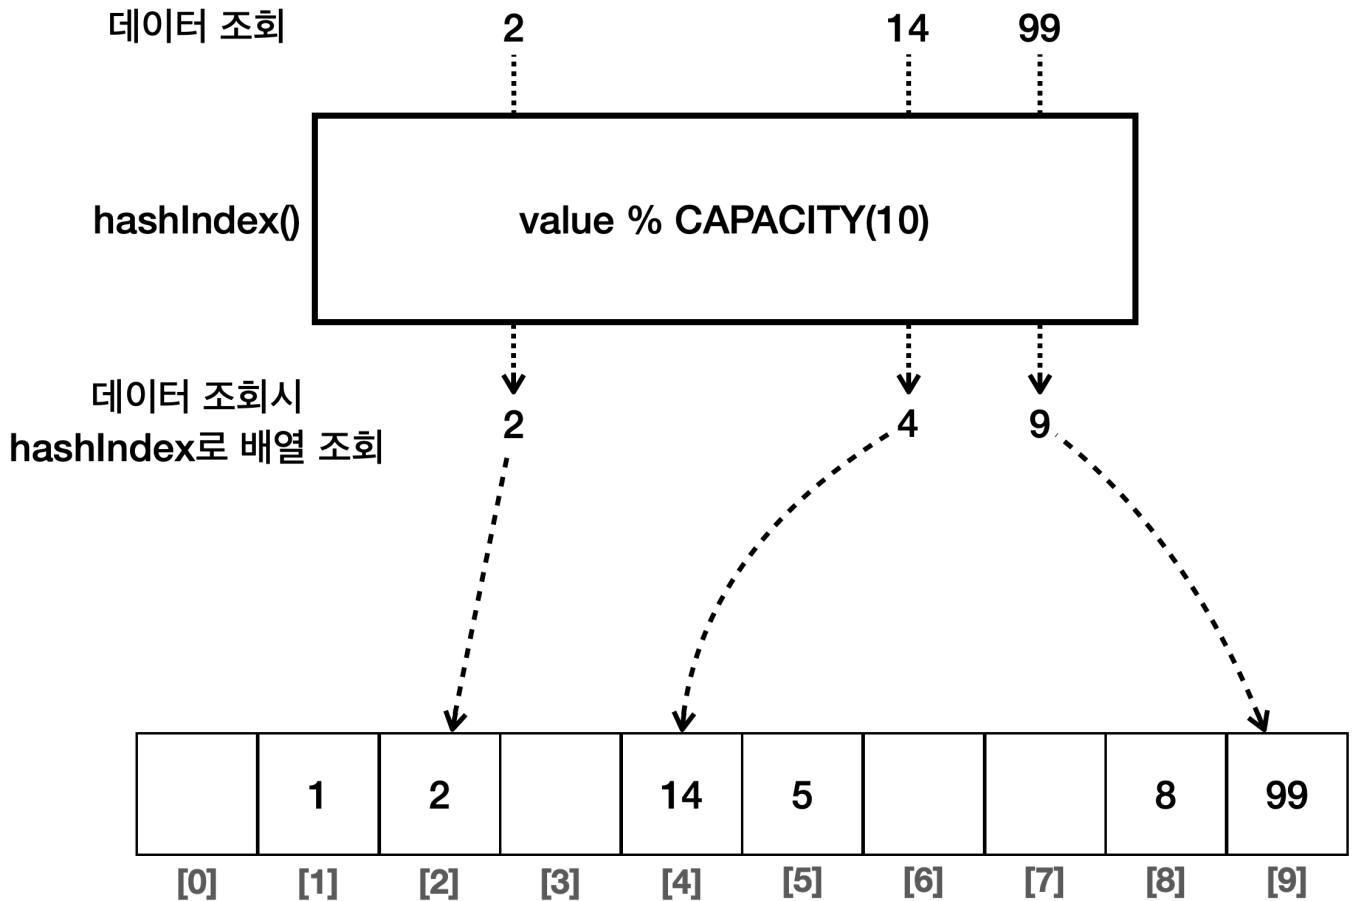 데이터 조회 2 14 99
hashIndex() value % CAPACITY(10)
데이터 조회시
hashIndex로 배열 조회
2 4 9
1 2 14 5 8 99
[0] [1] [2] [3] [4] [5] [6] [7] [8] [9]